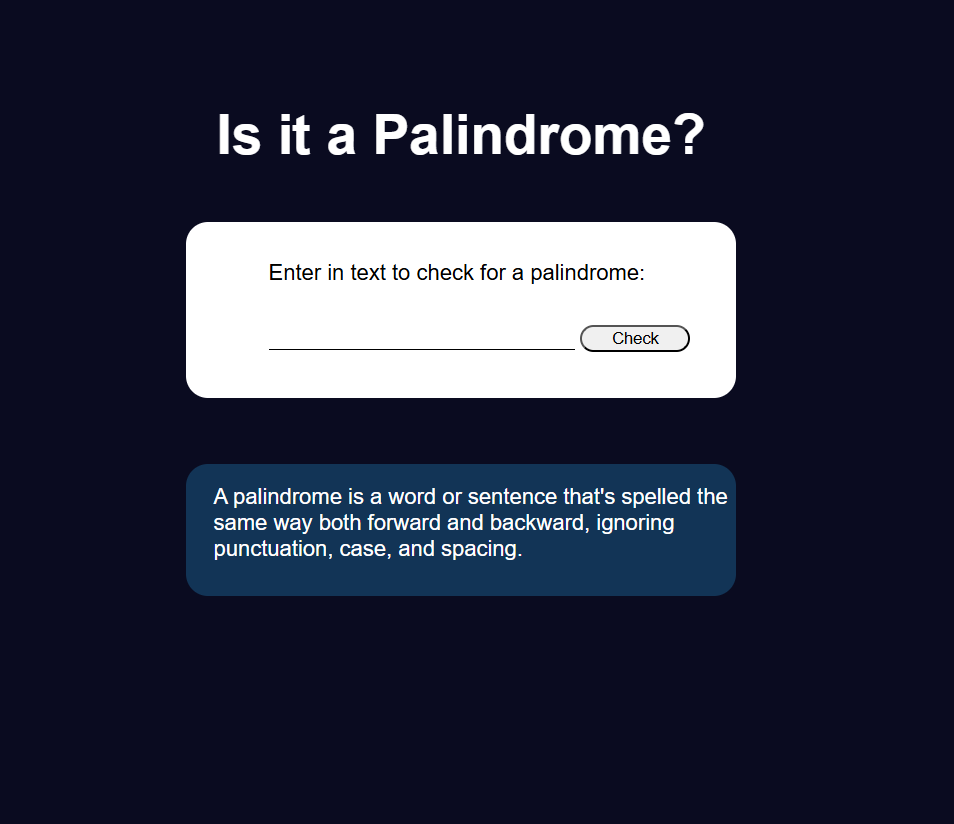 Is it a Palindrome?
Enter in text to check for a palindrome:
Check
A palindrome is a word or sentence that's spelled the
same way both forward and backward, ignoring
punctuation, case, and spacing.